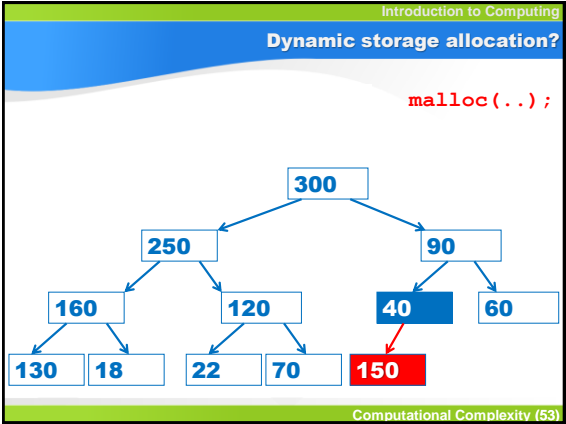 Introduction to Computing
Dynamic storage allocation?
malloc(..);
300
250 90
160 120 40 60
130 18 22 70 150
Computational Complexity (53)